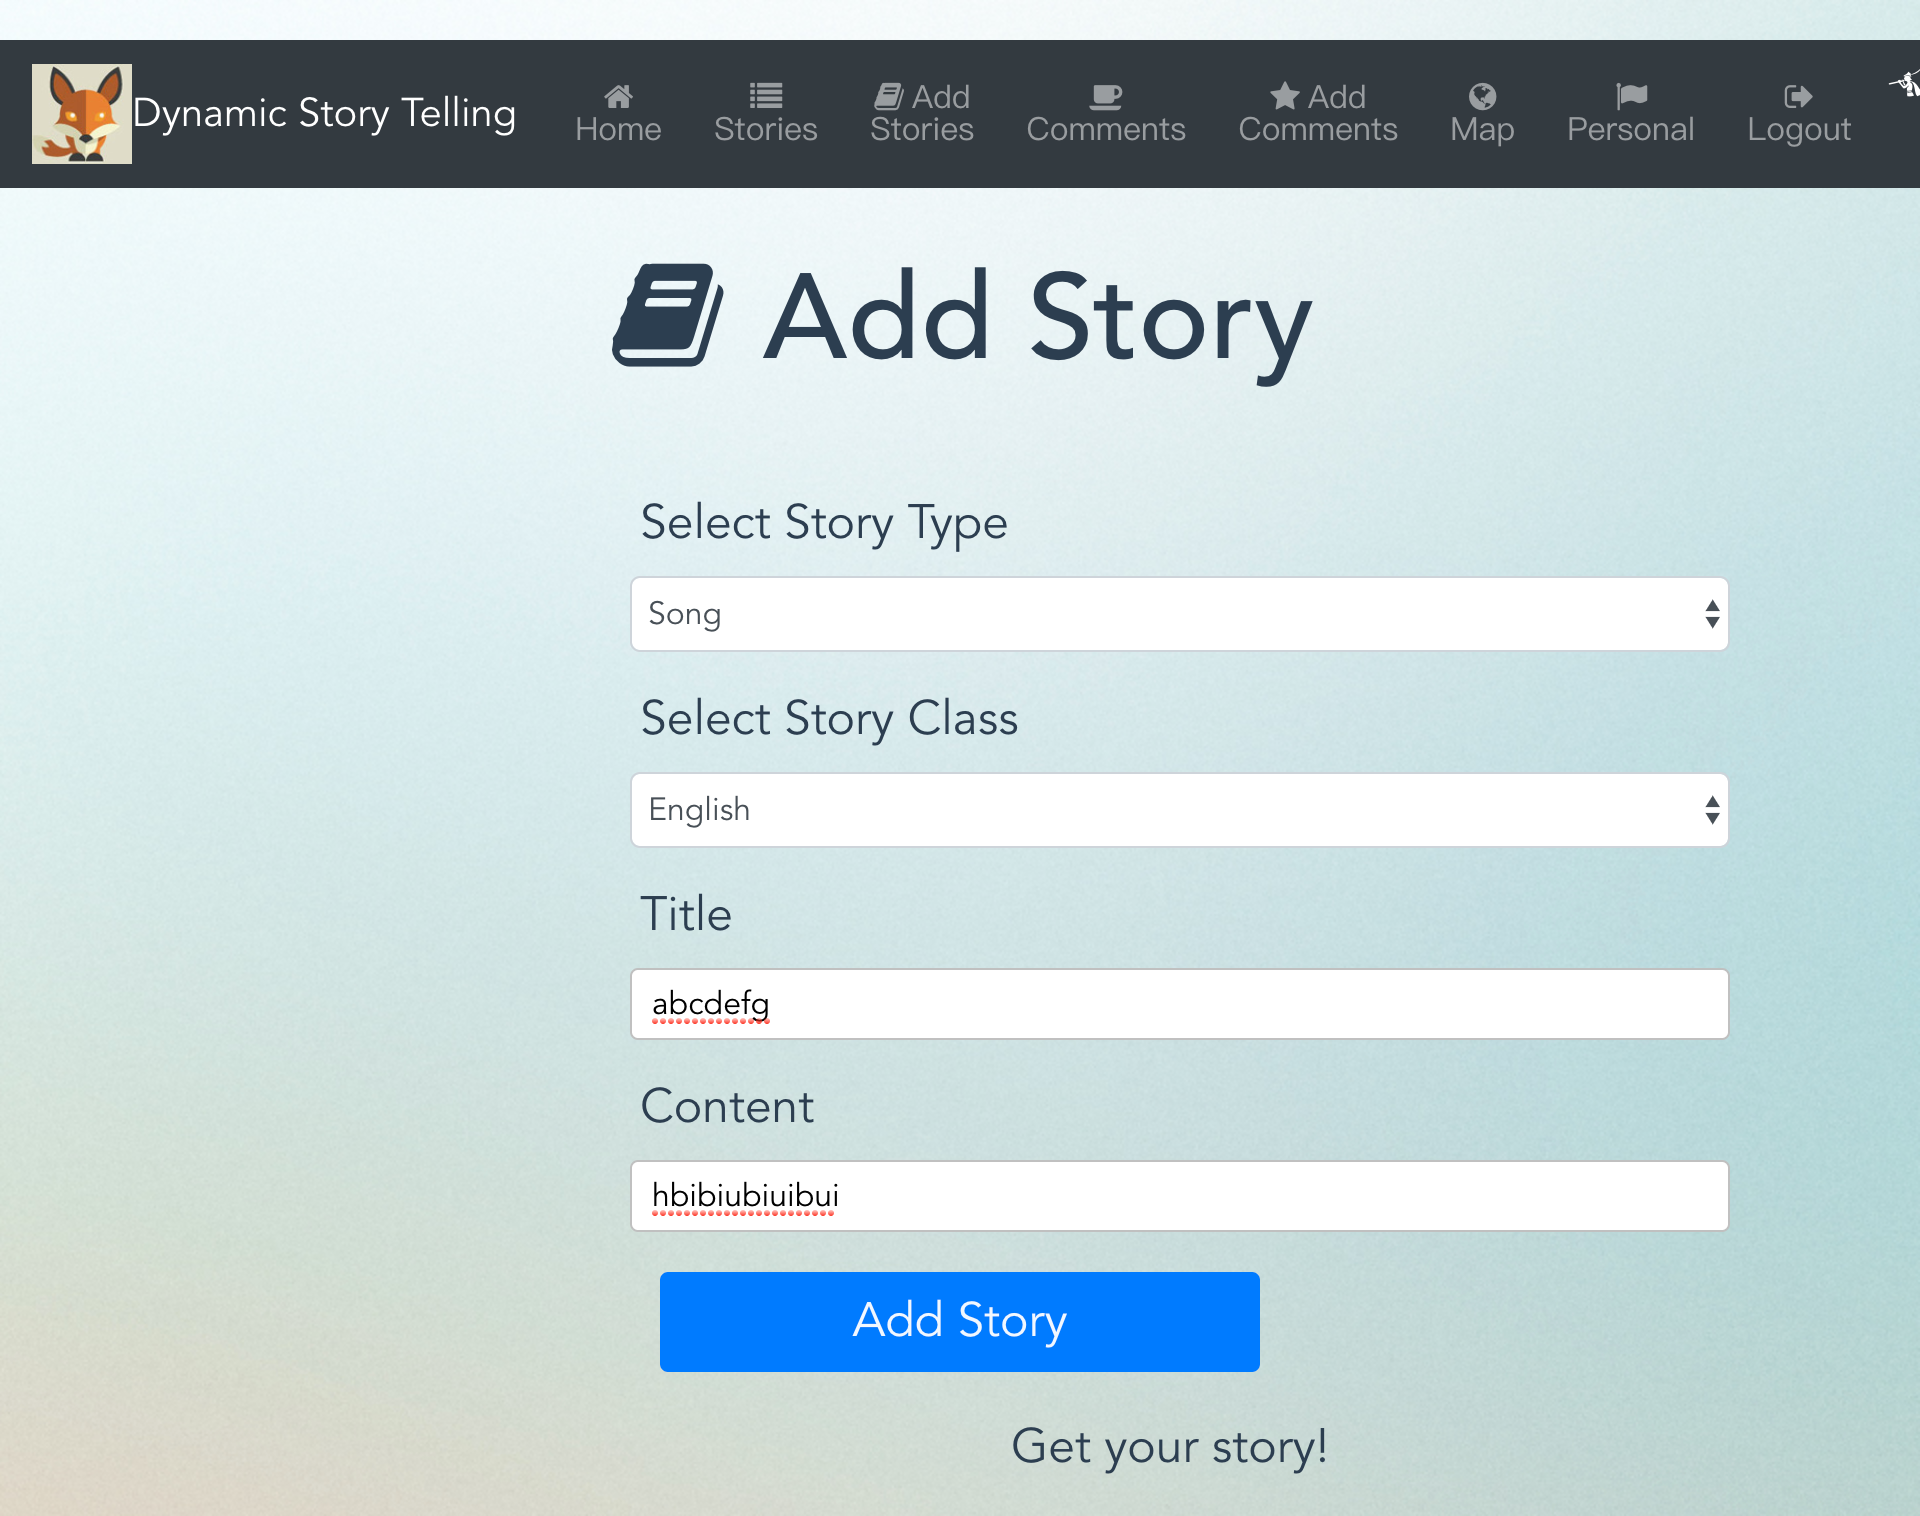 Dynamic Story Telling
Home
Stories
Add
Stories
Comments
Add
Comments
Map
Personal
Logout
Add Story
Select Story Type
Song
Select Story Class
English
Title
abcdefg
Content
hbibiubiuibui
Add Story
Get your story!